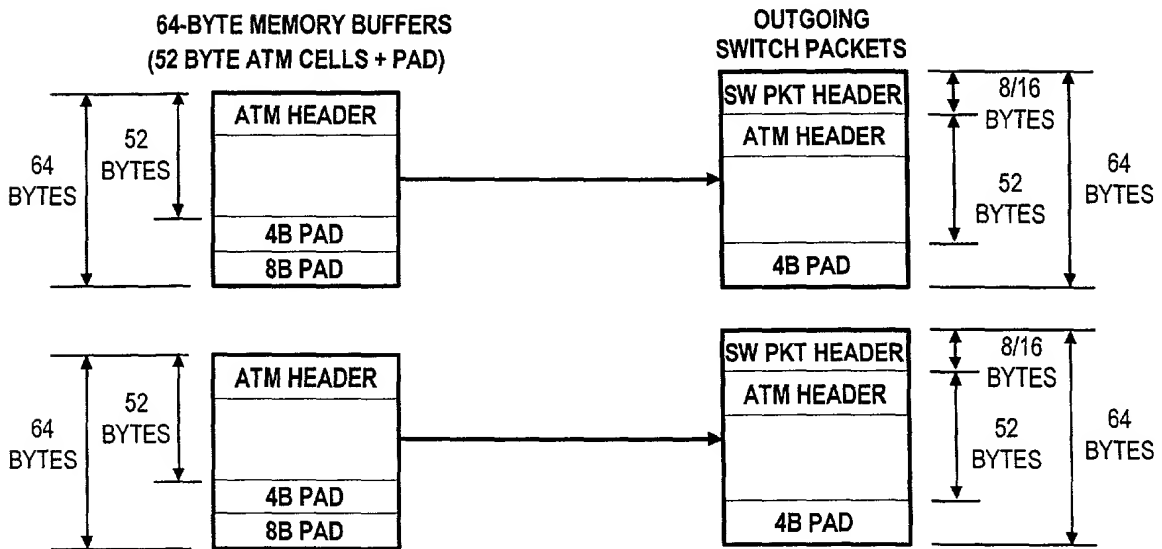 64-BYTE MEMORY BUFFERS
(52 BYTE ATM CELLS + PAD)
OUTGOING
SWITCH PACKETS
64
BYTES
52
BYTES
ATM HEADER
4B PAD
8B PAD
SW PKT HEADER
ATM HEADER
4B PAD
8/16
BYTES
52
BYTES
64
BYTES
64
BYTES
52
BYTES
ATM HEADER
4B PAD
8B PAD
SW PKT HEADER
ATM HEADER
4B PAD
8/16
BYTES
52
BYTES
64
BYTES